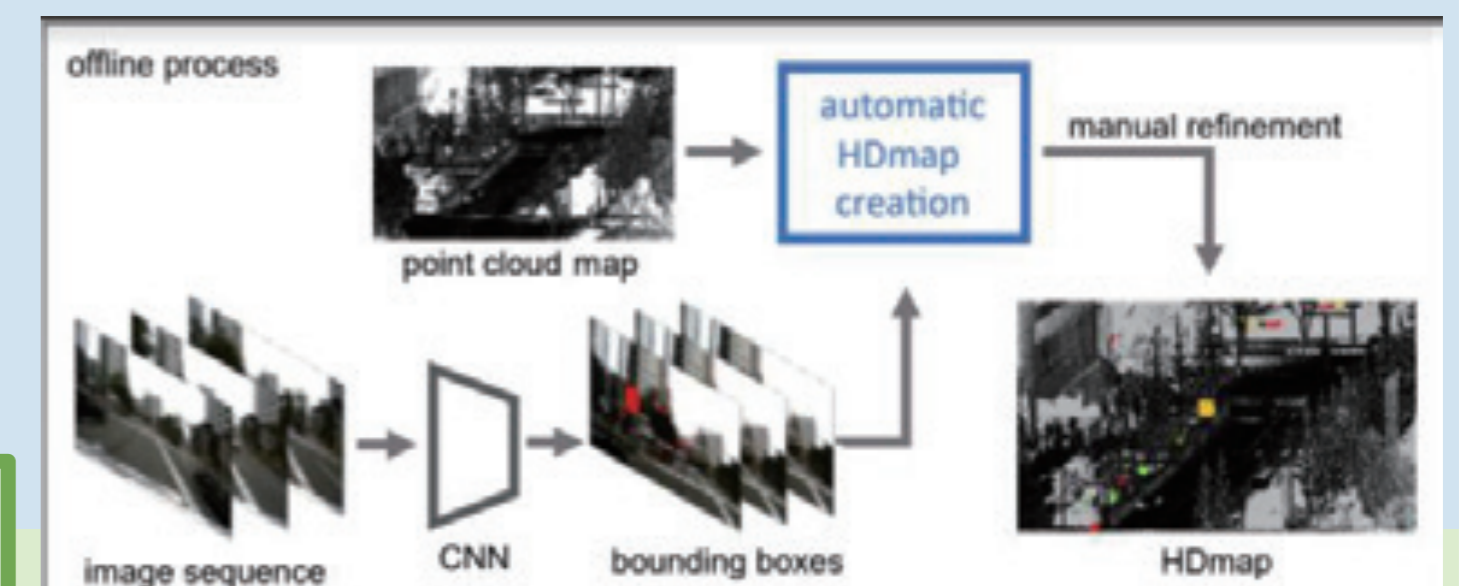 offline process
automatic
HDmap
creation
manual refinement
point cloud map
image sequence
CNN
bounding boxes
HDmap